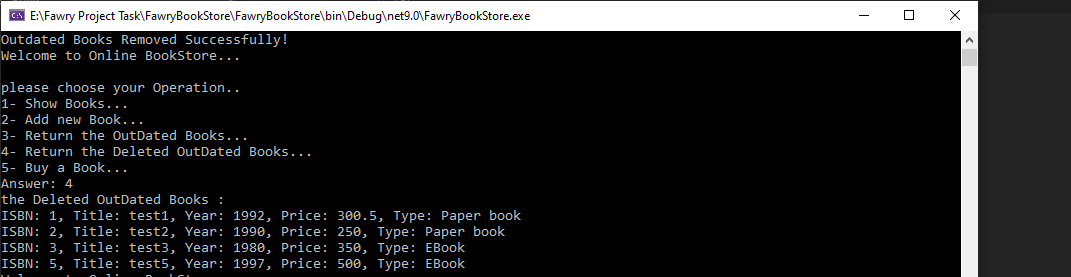 E:\Fawry Project Task\FawryBookStore\FawryBookStore\bin\Debug\net9.0\FawryBookStore.exe
Outdated Books Removed Successfully!
Welcome to Online BookStore...
please choose your Operation..
1- Show Books...
2- Add new Book...
3- Return the OutDated Books...
4- Return the Deleted OutDated Books...
5- Buy a Book...
Answer: 4
the Deleted OutDated Books :
ISBN: 1, Title: test1, Year: 1992, Price: 300.5, Type: Paper book
ISBN: 2, Title: test2, Year: 1990, Price: 250, Type: Paper book
ISBN: 3, Title: test3, Year: 1980, Price: 350, Type: EBook
ISBN: 5, Title: test5, Year: 1997, Price: 500, Type: EBook